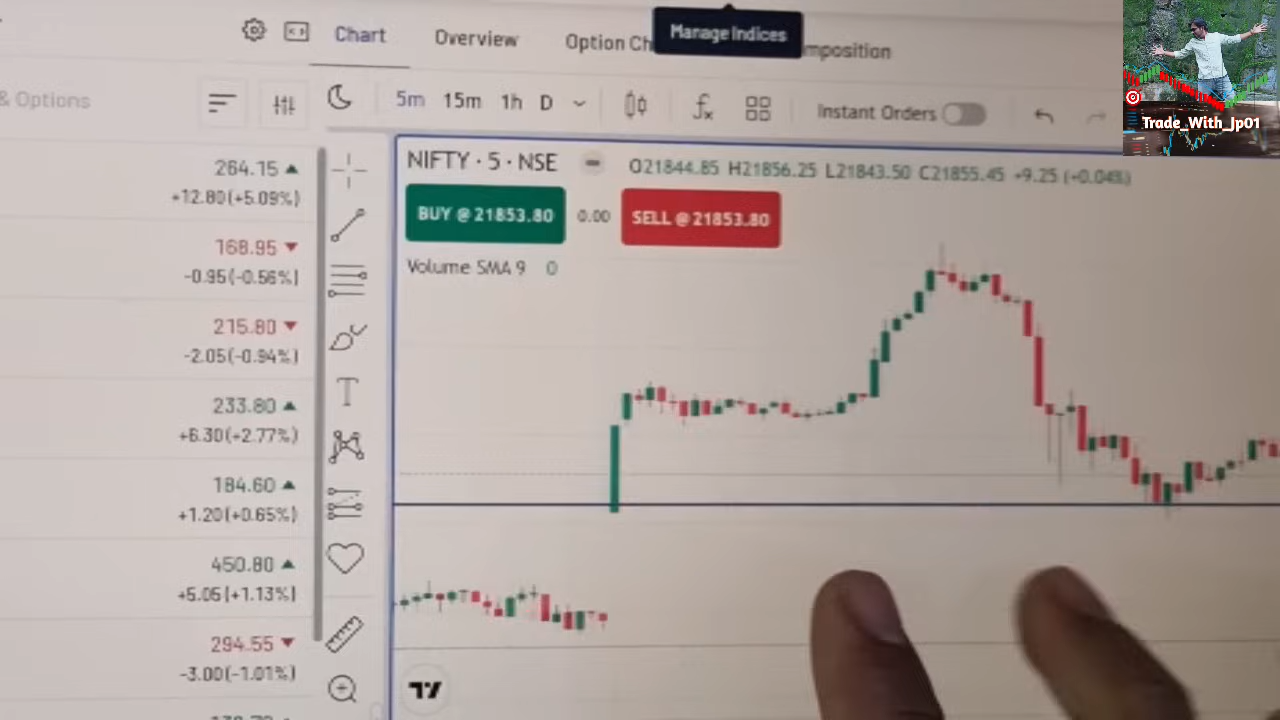 Manage Indices
Chart
Overview
Option Ch
mposition
& Options
5m 15m 1h D
Instant Orders
Trade_With_Jp01
NIFTY · 5 · NSE
O21844.85 H21856.25 L21843.50 C21855.45 +9.25 (+0.04%)
BUY @ 21853.80
0.00
SELL @ 21853.80
Volume SMA 9 0
264.15
+12.80(+5.09%)
168.95
-0.95(-0.56%)
215.80
-2.05(-0.94%)
233.80
+6.30(+2.77%)
184.60
+1.20(+0.65%)
450.80
+5.05(+1.13%)
294.55
-3.00(-1.01%)